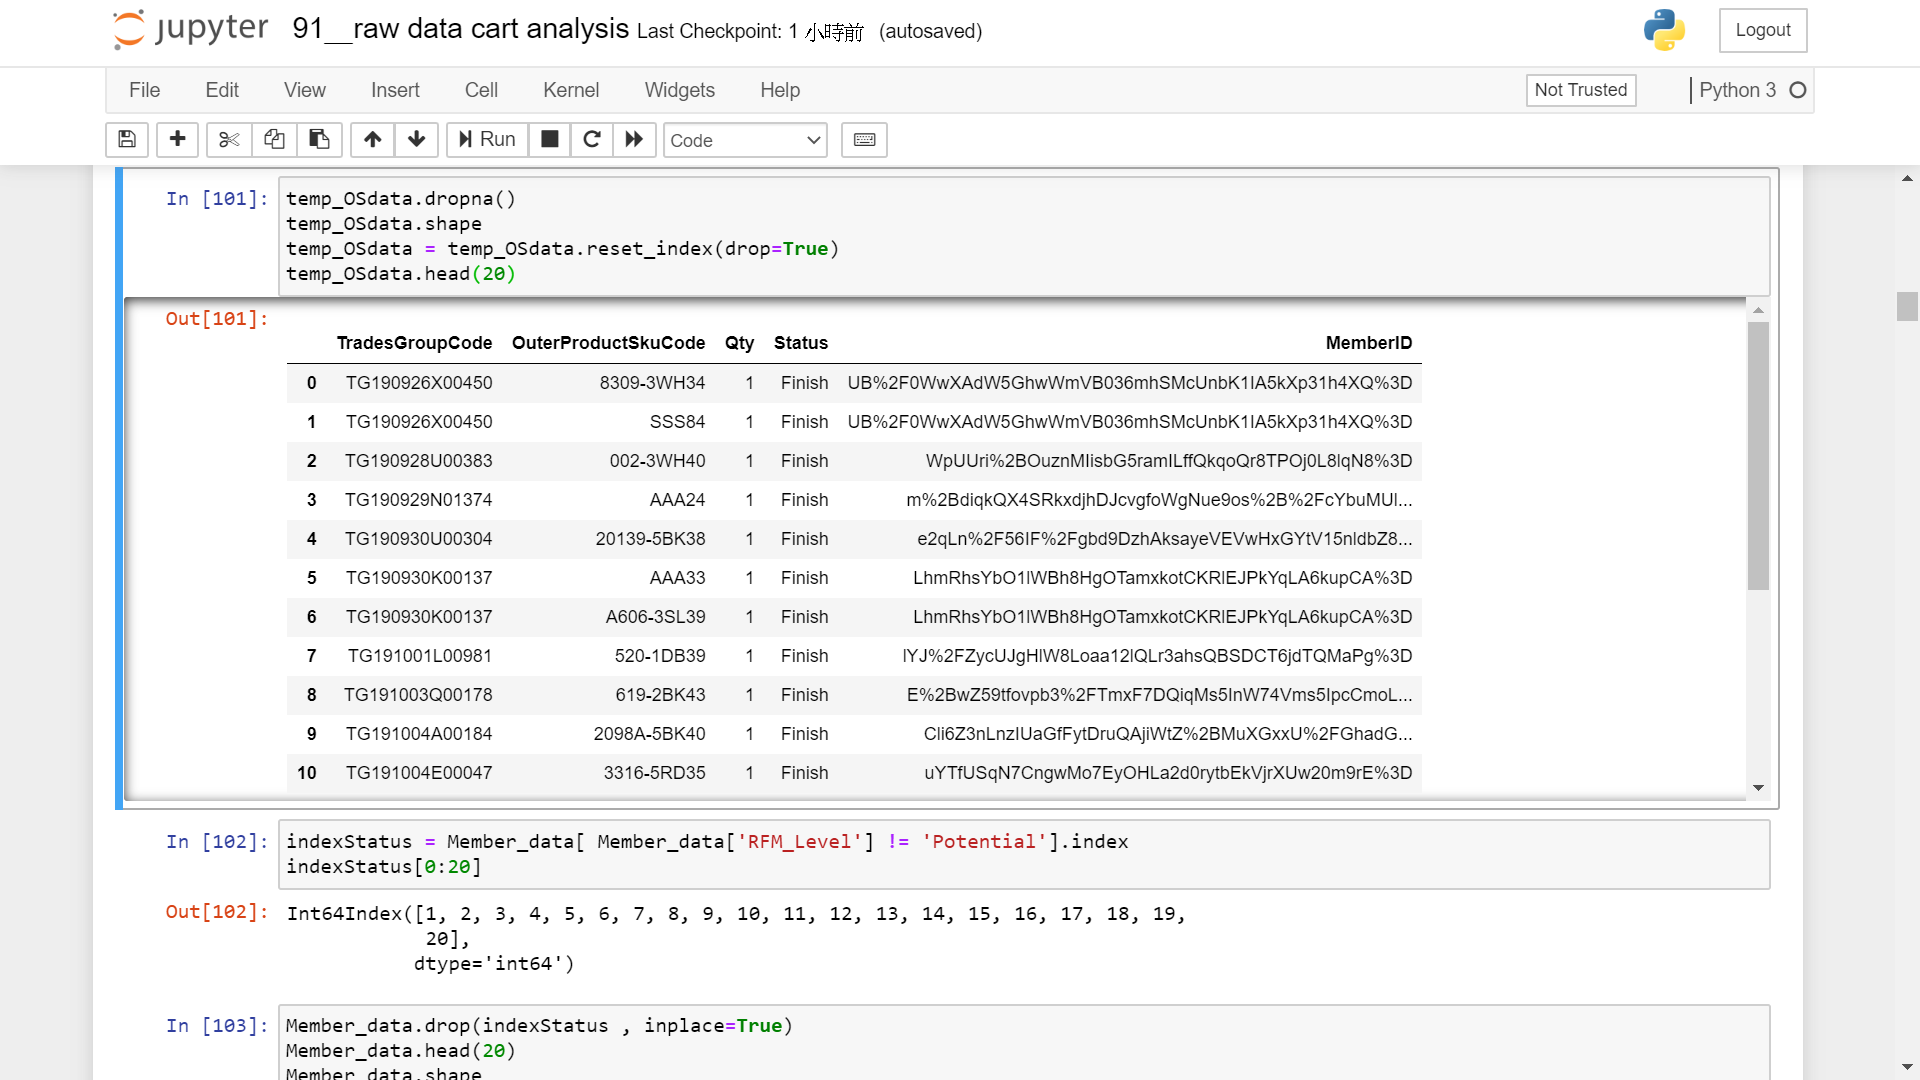 jupyter 91__raw data cart analysis Last Checkpoint: 1 小時前 (autosaved)
Logout
File Edit View Insert Cell Kernel Widgets Help
Not Trusted
Python 3
Run
Code
In [101]:
temp_OSdata.dropna()
temp_OSdata.shape
temp_OSdata = temp_OSdata.reset_index(drop=True)
temp_OSdata.head(20)
Out[101]:
TradesGroupCode OuterProductSkuCode Qty Status MemberID
0 TG190926X00450 8309-3WH34 1 Finish UB%2F0WwXAdW5GhwWmVB036mhSMcUnbK1IA5kXp31h4XQ%3D
1 TG190926X00450 SSS84 1 Finish UB%2F0WwXAdW5GhwWmVB036mhSMcUnbK1IA5kXp31h4XQ%3D
2 TG190928U00383 002-3WH40 1 Finish WpUUri%2BOuznMIisbG5ramILffQkqoQr8TPOj0L8lqN8%3D
3 TG190929N01374 AAA24 1 Finish m%2BdiqkQX4SRkxdjhDJcvgfoWgNue9os%2B%2FcYbuMUl...
4 TG190930U00304 20139-5BK38 1 Finish e2qLn%2F56IF%2Fgbd9DzhAksayeVEVwHxGYtV15nldbZ8...
5 TG190930K00137 AAA33 1 Finish LhmRhsYbO1lWBh8HgOTamxkotCKRlEJPkYqLA6kupCA%3D
6 TG190930K00137 A606-3SL39 1 Finish LhmRhsYbO1lWBh8HgOTamxkotCKRlEJPkYqLA6kupCA%3D
7 TG191001L00981 520-1DB39 1 Finish lYJ%2FZycUJgHlW8Loaa12lQLr3ahsQBSDCT6jdTQMaPg%3D
8 TG191003Q00178 619-2BK43 1 Finish E%2BwZ59tfovpb3%2FTmxF7DQiqMs5InW74Vms5IpcCmoL...
9 TG191004A00184 2098A-5BK40 1 Finish Cli6Z3nLnzIUaGfFytDruQAjiWtZ%2BMuXGxxU%2FGhadG...
10 TG191004E00047 3316-5RD35 1 Finish uYTfUSqN7CngwMo7EyOHLa2d0rytbEkVjrXUw20m9rE%3D
In [102]:
indexStatus = Member_data[ Member_data['RFM_Level'] != 'Potential'].index
indexStatus[0:20]
Out[102]:
Int64Index([1, 2, 3, 4, 5, 6, 7, 8, 9, 10, 11, 12, 13, 14, 15, 16, 17, 18, 19,
20],
dtype='int64')
In [103]:
Member_data.drop(indexStatus , inplace=True)
Member_data.head(20)
Member_data.shape